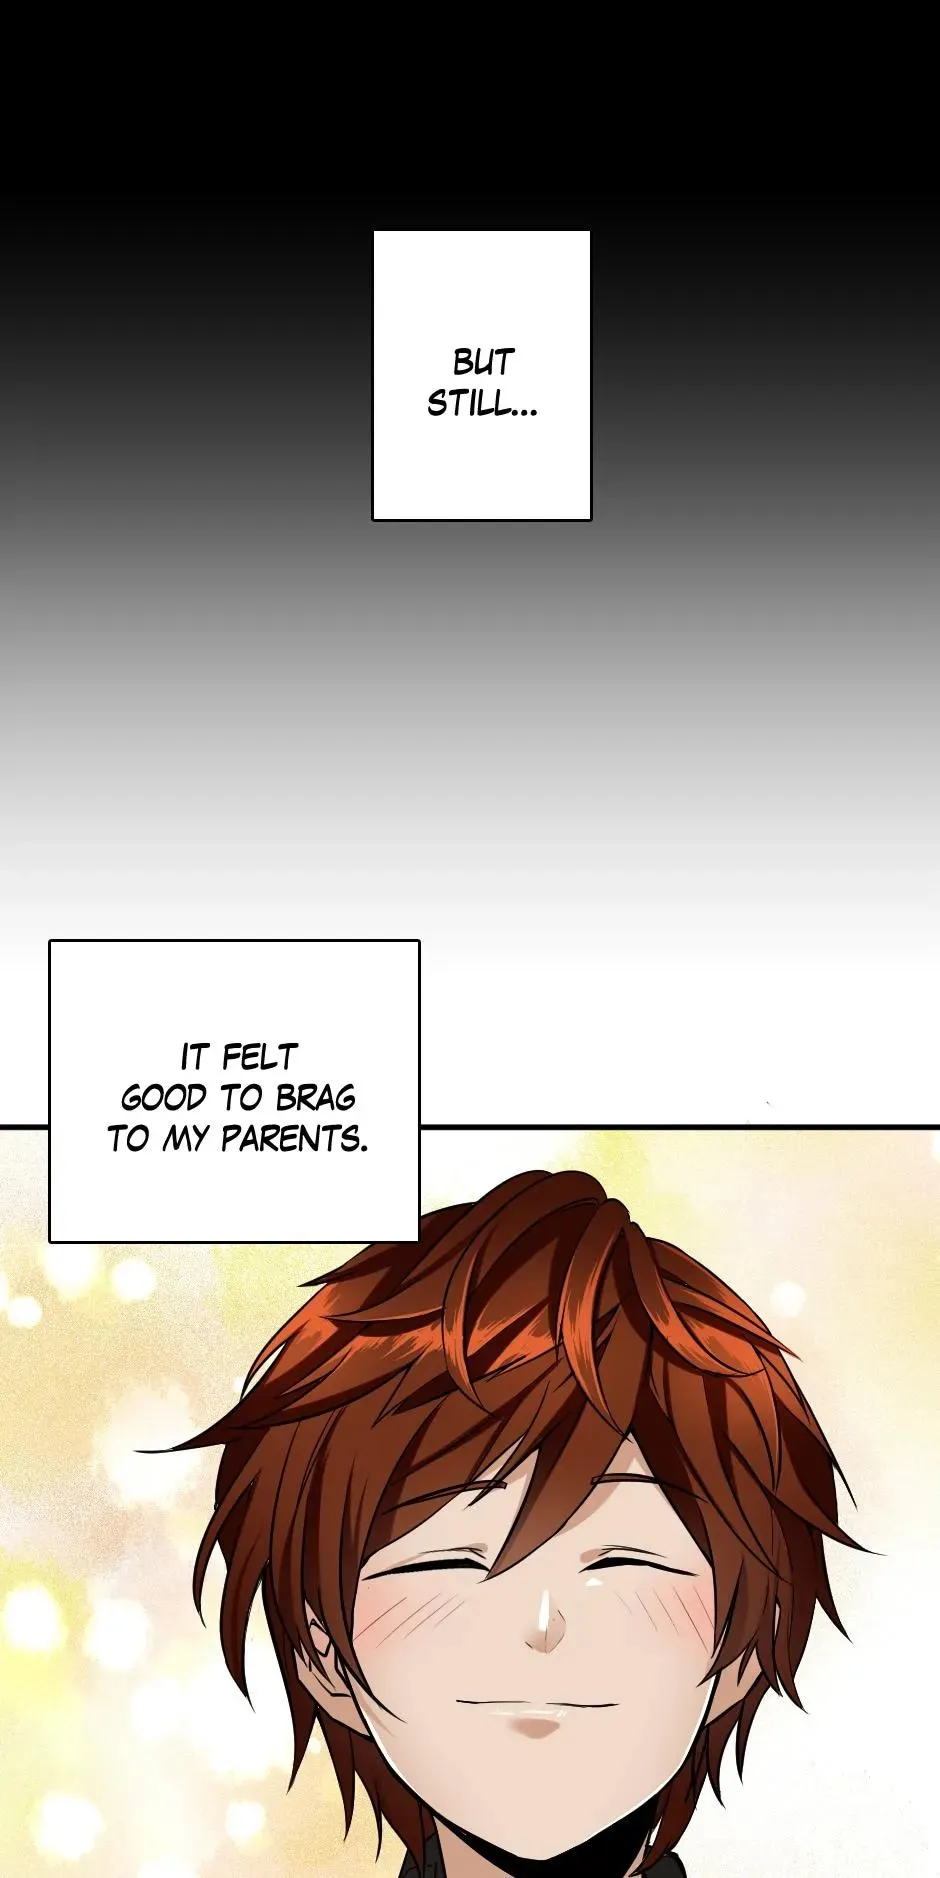 BUT
STILL...
IT FELT
GOOD TO BRAG
TO MY PARENTS.